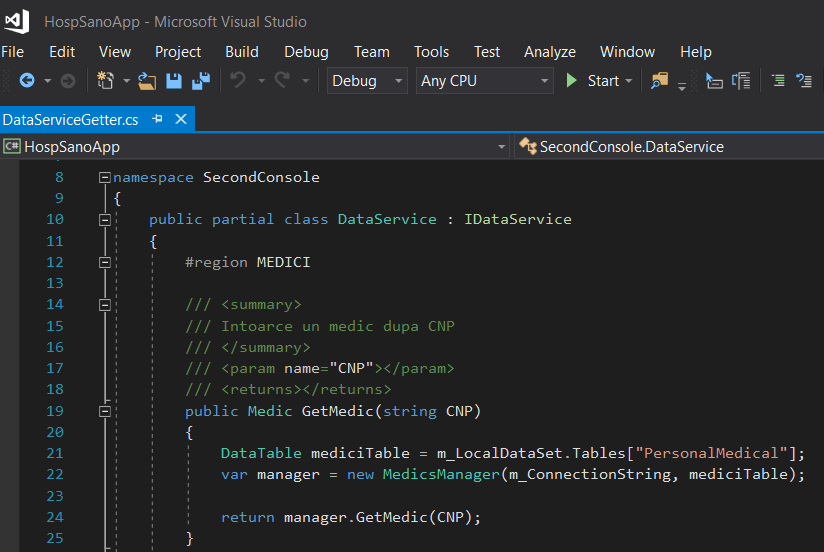 HospSanoApp - Microsoft Visual Studio
File Edit View Project Build Debug Team Tools Test Analyze Window Help
Debug Any CPU Start
DataServiceGetter.cs
C# HospSanoApp SecondConsole.DataService
8 namespace SecondConsole
9 {
10 public partial class DataService : IDataService
11 {
12 #region MEDICI
13
14 /// <summary>
15 /// Intoarce un medic dupa CNP
16 /// </summary>
17 /// <param name="CNP"></param>
18 /// <returns></returns>
19 public Medic GetMedic(string CNP)
20 {
21 DataTable mediciTable = m_LocalDataSet.Tables["PersonalMedical"];
22 var manager = new MedicsManager(m_ConnectionString, mediciTable);
23
24 return manager.GetMedic(CNP);
25 }